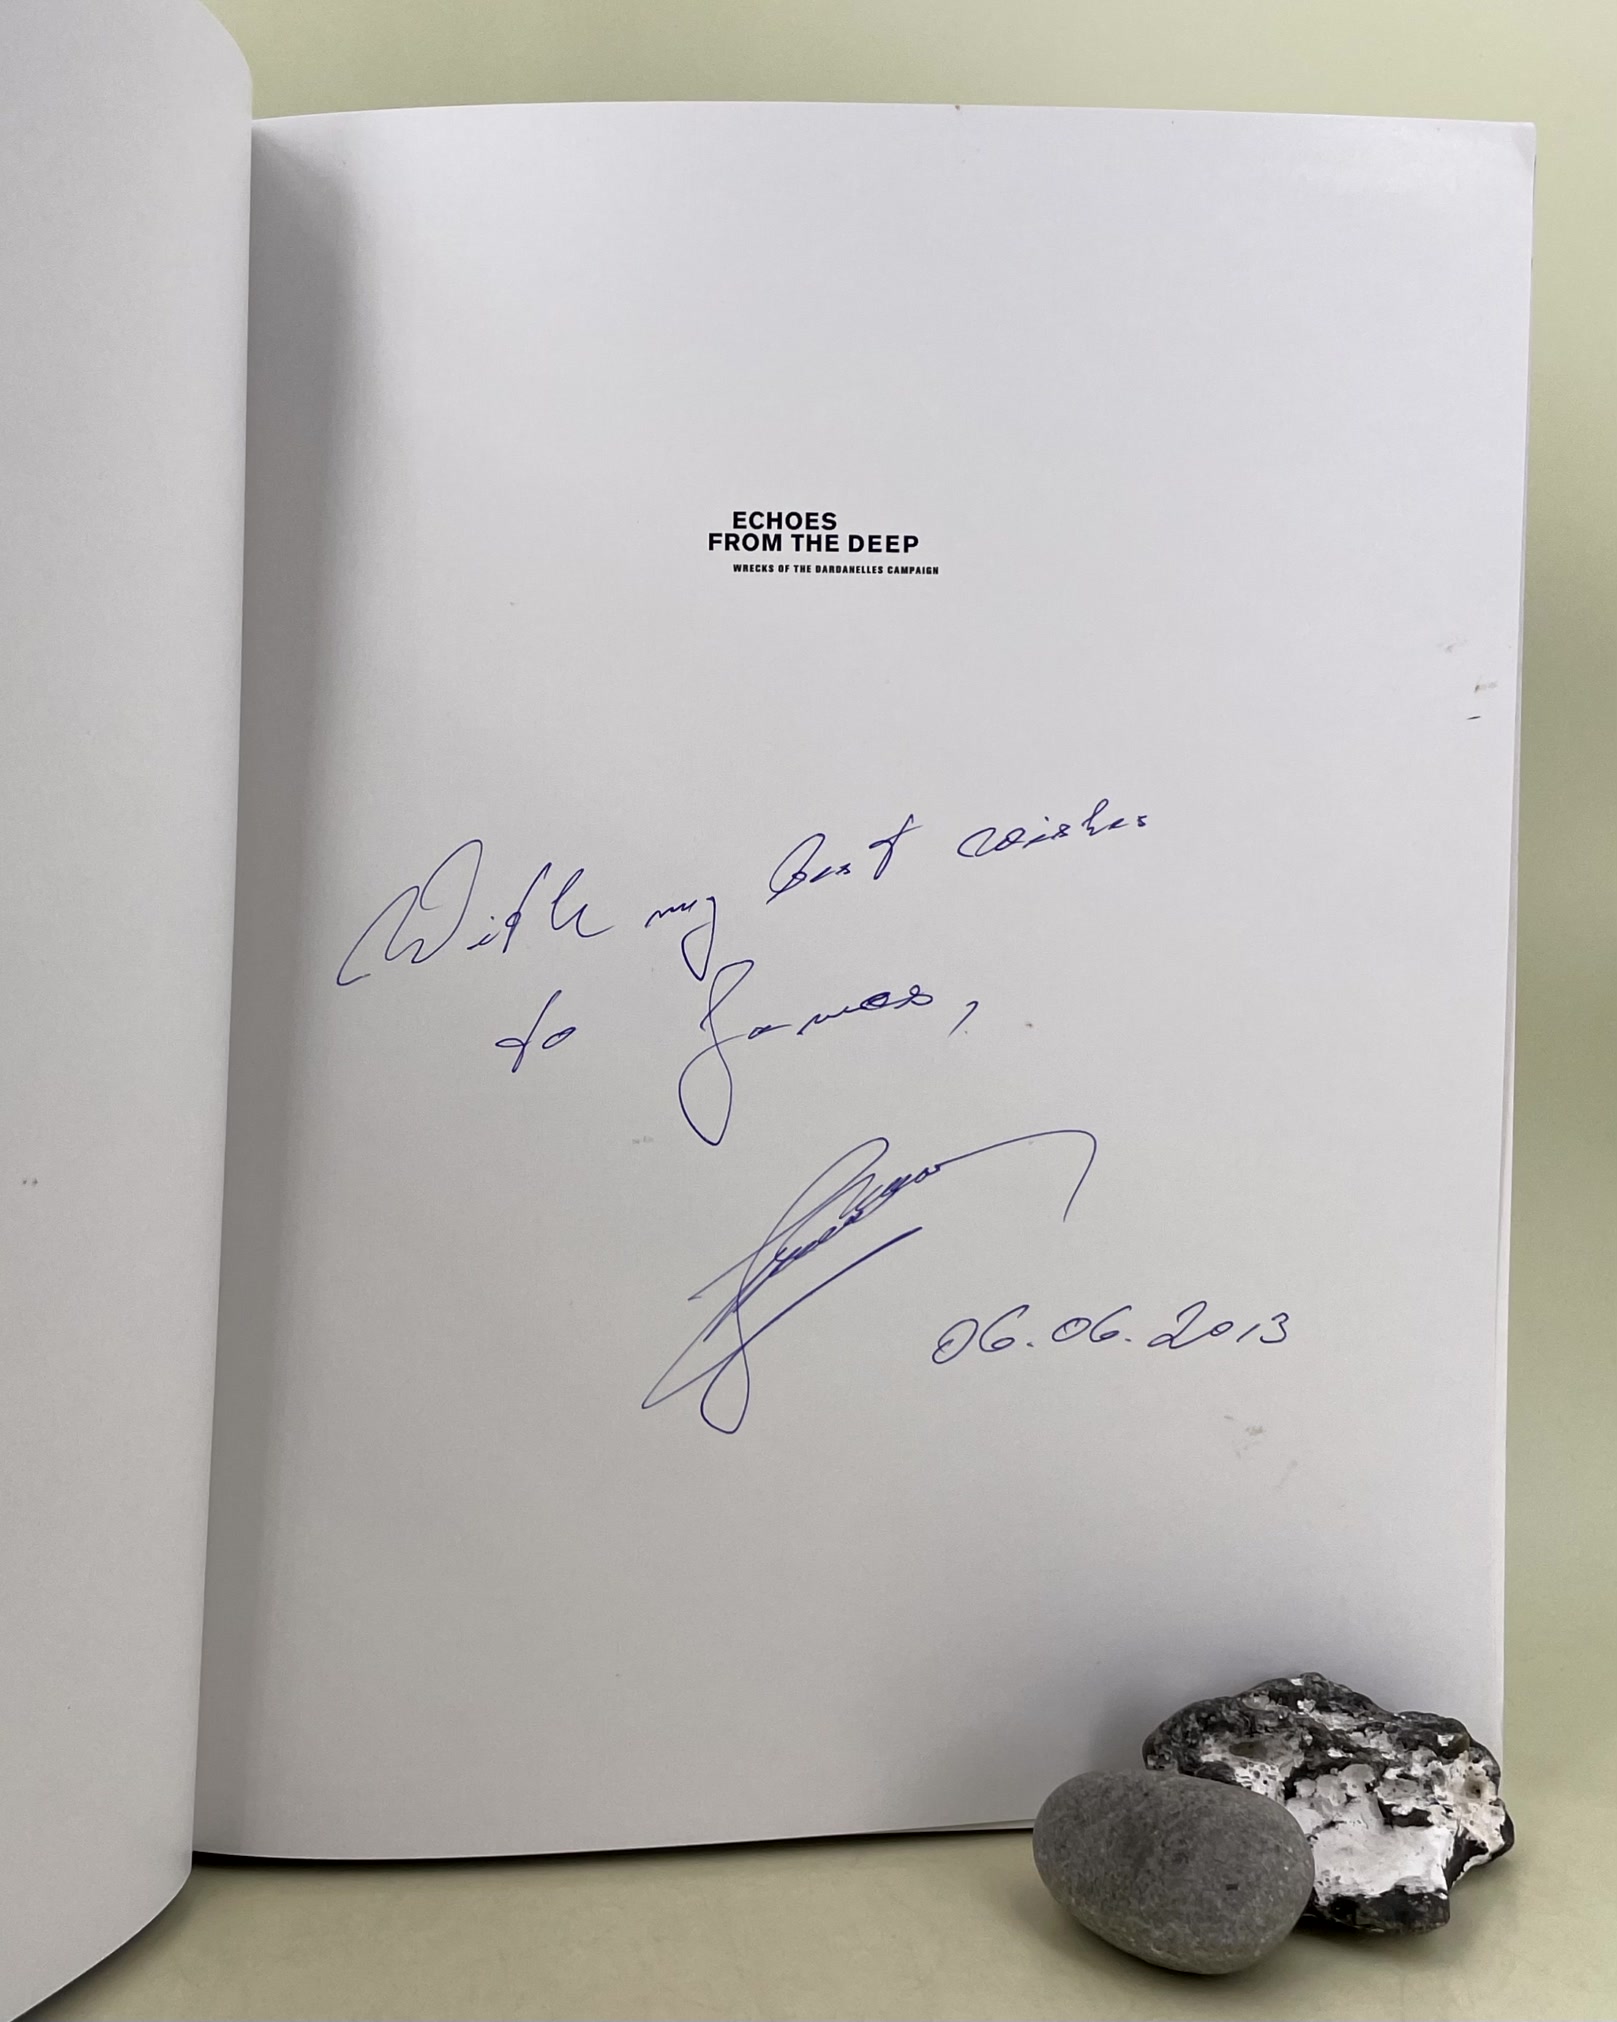 ECHOES
FROM THE DEEP
WRECKS OF THE DARDANELLES CAMPAIGN
With my best wishes
to James,
06.06.2013